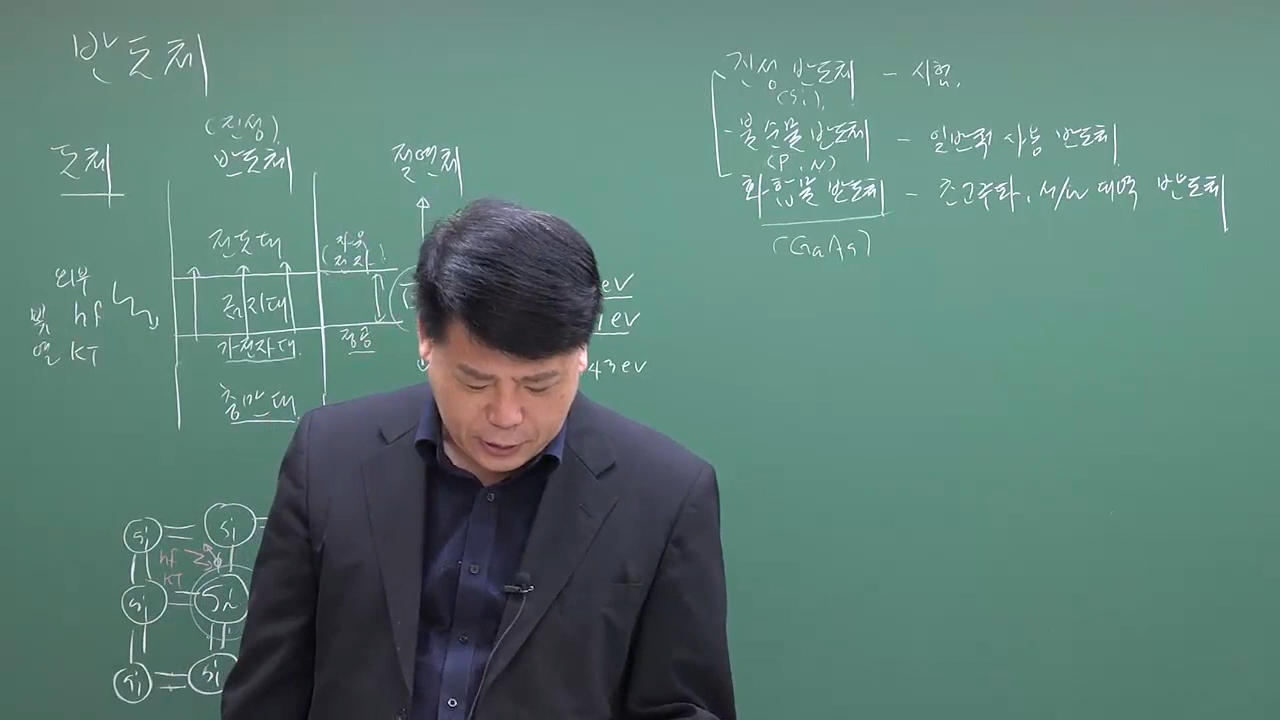 반도체
(진성)
도체
반도체
절연체
전도대
(자유
전자)
외부
빛 hf
열 KT
금지대
가전자대
정공
충만대
eV
1eV
43eV
Si
Si
hf
KT
Si
Si
Si
Si
진성 반도체 - 시험.
(Si).
불순물 반도체 - 일반적 사용 반도체.
(P, N)
화합물 반도체 - 초고주파, M/W 대역 반도체
(GaAs)